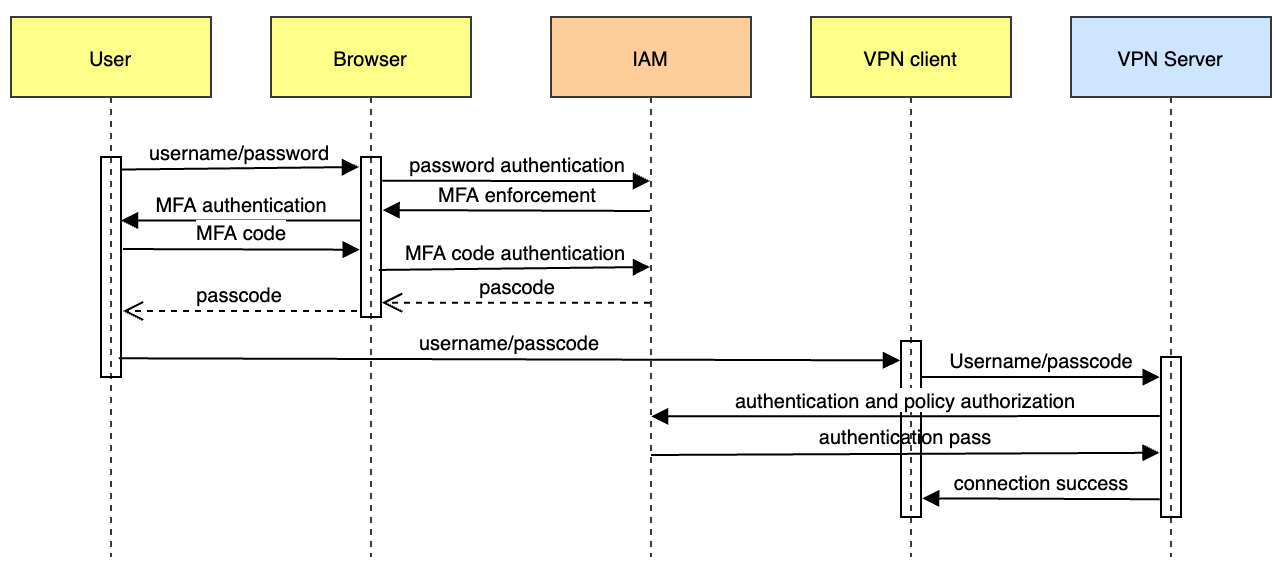 User
Browser
IAM
VPN client
VPN Server
username/password
password authentication
MFA enforcement
MFA authentication
MFA code
MFA code authentication
pascode
passcode
username/passcode
Username/passcode
authentication and policy authorization
authentication pass
connection success